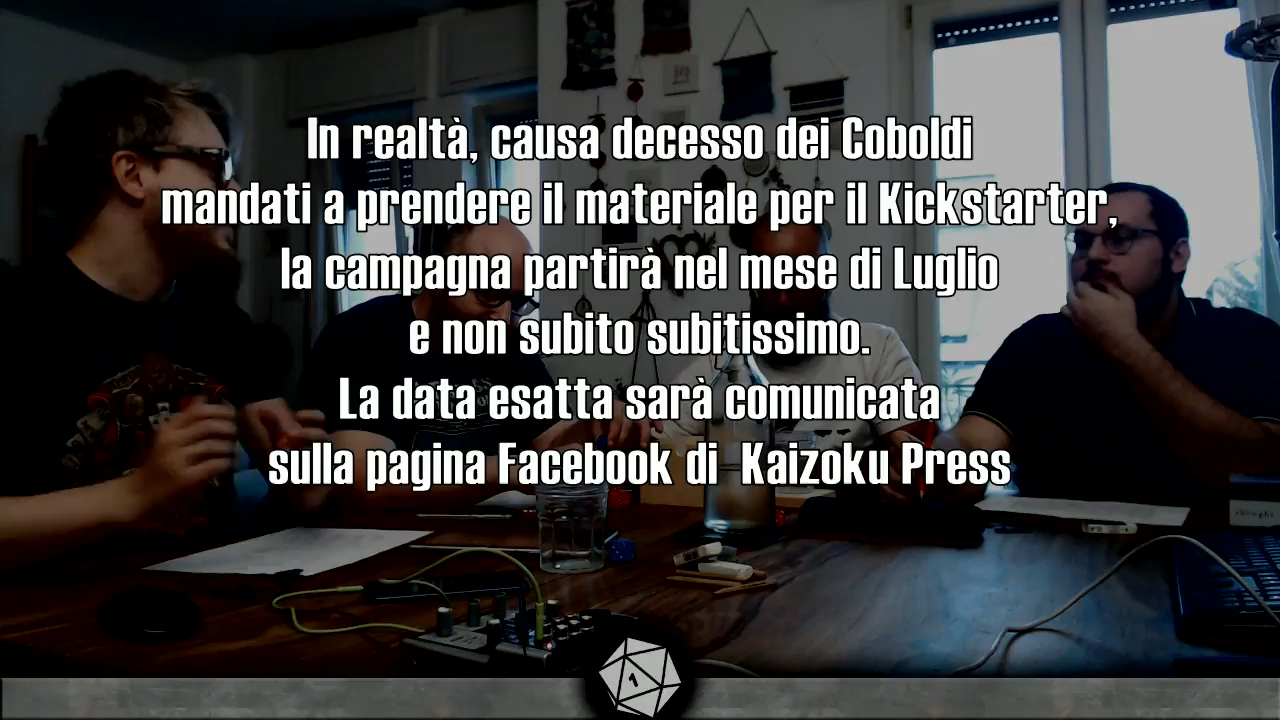 In realtà, causa decesso dei Coboldi
mandati a prendere il materiale per il Kickstarter,
la campagna partirà nel mese di Luglio
e non subito subitissimo.
La data esatta sarà comunicata
sulla pagina Facebook di Kaizoku Press
1